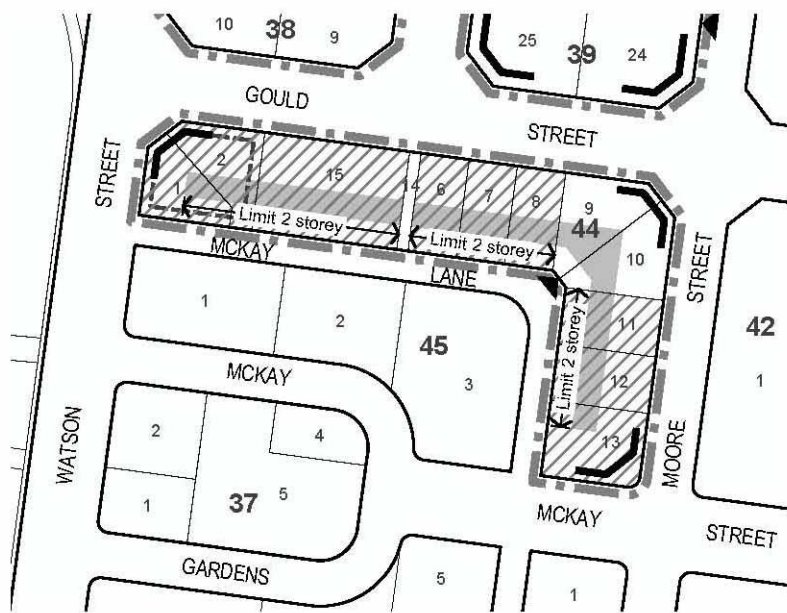 10
38
9
25
39
24
GOULD
STREET
STREET
2
15
1
14
6
7
8
9
44
10
Limit 2 storey
Limit 2 storey
MCKAY
LANE
STREET
1
2
45
3
11
42
1
Limit 2 storey
12
MCKAY
13
WATSON
2
4
1
37
5
MOORE
MCKAY
STREET
GARDENS
5
1